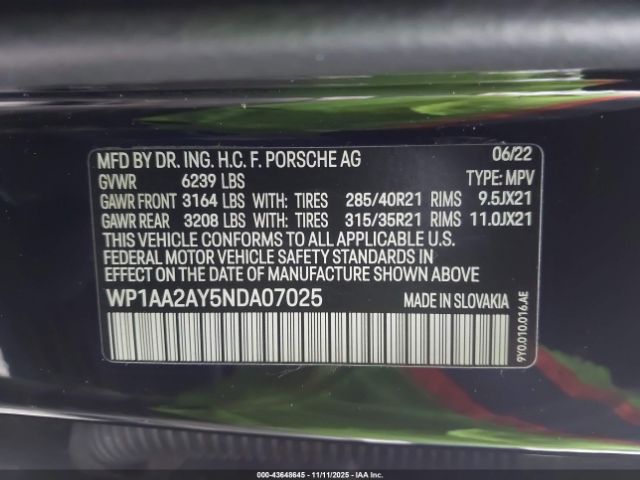 MFD BY DR. ING. H.C. F. PORSCHE AG 06/22
GVWR 6239 LBS TYPE: MPV
GAWR FRONT 3164 LBS WITH: TIRES 285/40R21 RIMS 9.5JX21
GAWR REAR 3208 LBS WITH: TIRES 315/35R21 RIMS 11.0JX21
THIS VEHICLE CONFORMS TO ALL APPLICABLE U.S.
FEDERAL MOTOR VEHICLE SAFETY STANDARDS IN
EFFECT ON THE DATE OF MANUFACTURE SHOWN ABOVE.
WP1AA2AY5NDA07025 MADE IN SLOVAKIA
9Y0.010.016.AE
000-43648645 - 11/11/2025 - IAA Inc.